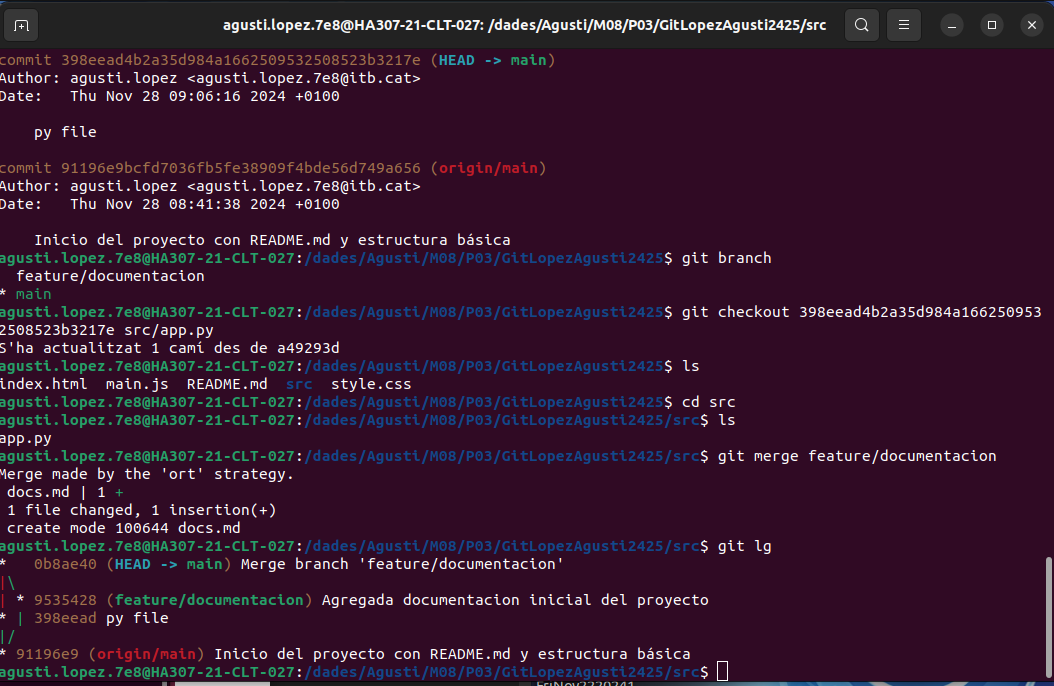 agusti.lopez.7e8@HA307-21-CLT-027: /dades/Agusti/M08/P03/GitLopezAgusti2425/src
commit 398eead4b2a35d984a1662509532508523b3217e (HEAD -> main)
Author: agusti.lopez <agusti.lopez.7e8@itb.cat>
Date:   Thu Nov 28 09:06:16 2024 +0100
    py file
commit 91196e9bcfd7036fb5fe38909f4bde56d749a656 (origin/main)
Author: agusti.lopez <agusti.lopez.7e8@itb.cat>
Date:   Thu Nov 28 08:41:38 2024 +0100
    Inicio del proyecto con README.md y estructura básica
agusti.lopez.7e8@HA307-21-CLT-027:/dades/Agusti/M08/P03/GitLopezAgusti2425$ git branch
  feature/documentacion
* main
agusti.lopez.7e8@HA307-21-CLT-027:/dades/Agusti/M08/P03/GitLopezAgusti2425$ git checkout 398eead4b2a35d984a166250953
2508523b3217e src/app.py
S'ha actualitzat 1 camí des de a49293d
agusti.lopez.7e8@HA307-21-CLT-027:/dades/Agusti/M08/P03/GitLopezAgusti2425$ ls
index.html  main.js  README.md  src  style.css
agusti.lopez.7e8@HA307-21-CLT-027:/dades/Agusti/M08/P03/GitLopezAgusti2425$ cd src
agusti.lopez.7e8@HA307-21-CLT-027:/dades/Agusti/M08/P03/GitLopezAgusti2425/src$ ls
app.py
agusti.lopez.7e8@HA307-21-CLT-027:/dades/Agusti/M08/P03/GitLopezAgusti2425/src$ git merge feature/documentacion
Merge made by the 'ort' strategy.
 docs.md | 1 +
 1 file changed, 1 insertion(+)
 create mode 100644 docs.md
agusti.lopez.7e8@HA307-21-CLT-027:/dades/Agusti/M08/P03/GitLopezAgusti2425/src$ git lg
*   0b8ae40 (HEAD -> main) Merge branch 'feature/documentacion'
|\
| * 9535428 (feature/documentacion) Agregada documentacion inicial del proyecto
* | 398eead py file
|/
* 91196e9 (origin/main) Inicio del proyecto con README.md y estructura básica
agusti.lopez.7e8@HA307-21-CLT-027:/dades/Agusti/M08/P03/GitLopezAgusti2425/src$